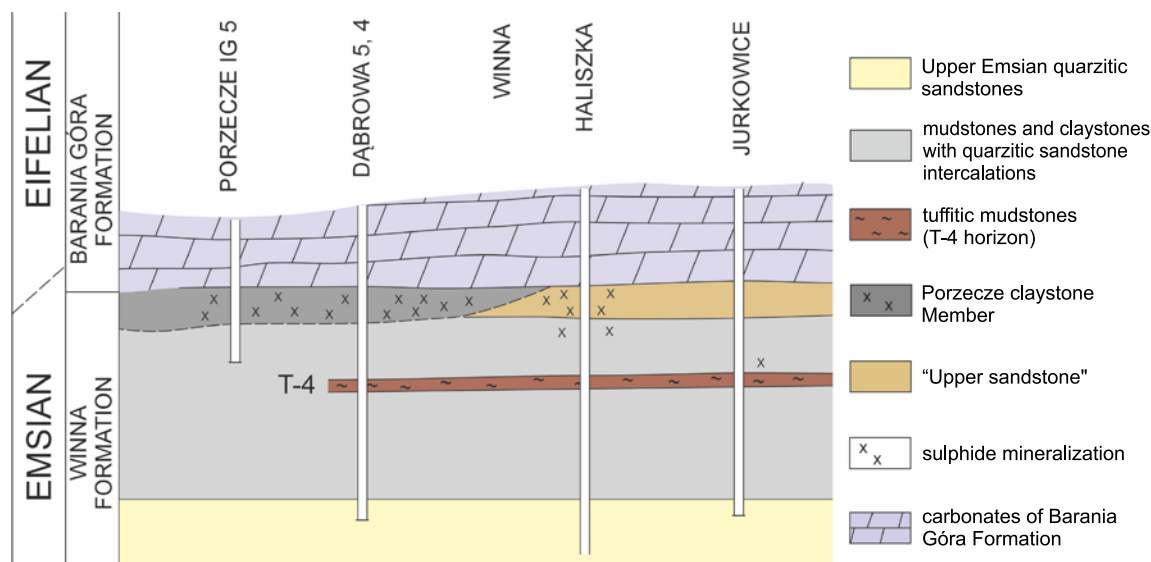 EIFELIAN
EMSIAN
BARANIA GÓRA
FORMATION
WINNA
FORMATION
PORZECZE IG 5
DĄBROWA 5, 4
WINNA
HALISZKA
JURKOWICE
T-4
Upper Emsian quarzitic
sandstones
mudstones and claystones
with quarzitic sandstone
intercalations
tuffitic mudstones
(T-4 horizon)
Porzecze claystone
Member
“Upper sandstone"
sulphide mineralization
carbonates of Barania
Góra Formation